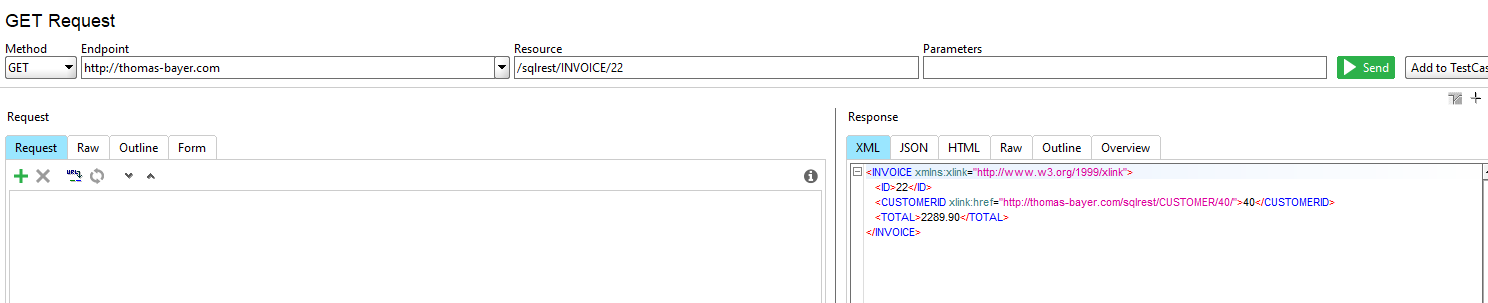 GET Request
Method Endpoint Resource Parameters
GET http://thomas-bayer.com /sqlrest/INVOICE/22 Send Add to TestCas
Request Response
Request Raw Outline Form XML JSON HTML Raw Outline Overview
<INVOICE xmlns:xlink="http://www.w3.org/1999/xlink">
<ID>22</ID>
<CUSTOMERID xlink:href="http://thomas-bayer.com/sqlrest/CUSTOMER/40/">40</CUSTOMERID>
<TOTAL>2289.90</TOTAL>
</INVOICE>